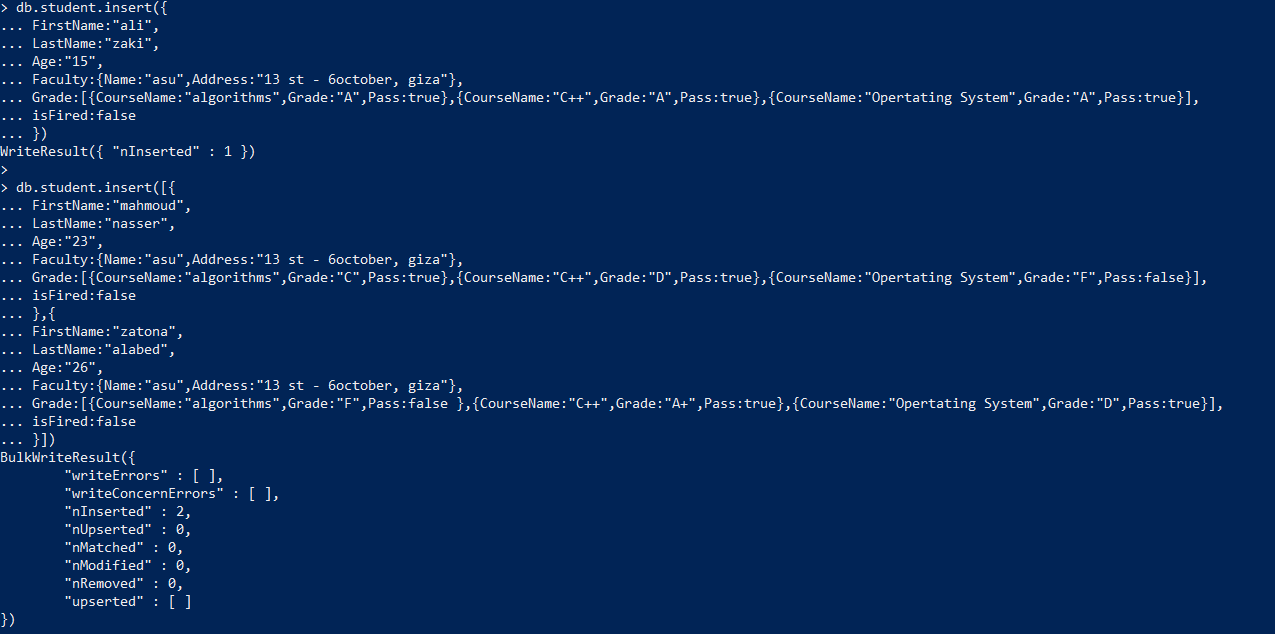 > db.student.insert({
... FirstName:"ali",
... LastName:"zaki",
... Age:"15",
... Faculty:{Name:"asu",Address:"13 st - 6october, giza"},
... Grade:[{CourseName:"algorithms",Grade:"A",Pass:true},{CourseName:"C++",Grade:"A",Pass:true},{CourseName:"Opertating System",Grade:"A",Pass:true}],
... isFired:false
... })
WriteResult({ "nInserted" : 1 })
>
> db.student.insert([{
... FirstName:"mahmoud",
... LastName:"nasser",
... Age:"23",
... Faculty:{Name:"asu",Address:"13 st - 6october, giza"},
... Grade:[{CourseName:"algorithms",Grade:"C",Pass:true},{CourseName:"C++",Grade:"D",Pass:true},{CourseName:"Opertating System",Grade:"F",Pass:false}],
... isFired:false
... },{
... FirstName:"zatona",
... LastName:"alabed",
... Age:"26",
... Faculty:{Name:"asu",Address:"13 st - 6october, giza"},
... Grade:[{CourseName:"algorithms",Grade:"F",Pass:false },{CourseName:"C++",Grade:"A+",Pass:true},{CourseName:"Opertating System",Grade:"D",Pass:true}],
... isFired:false
... }])
BulkWriteResult({
        "writeErrors" : [ ],
        "writeConcernErrors" : [ ],
        "nInserted" : 2,
        "nUpserted" : 0,
        "nMatched" : 0,
        "nModified" : 0,
        "nRemoved" : 0,
        "upserted" : [ ]
})